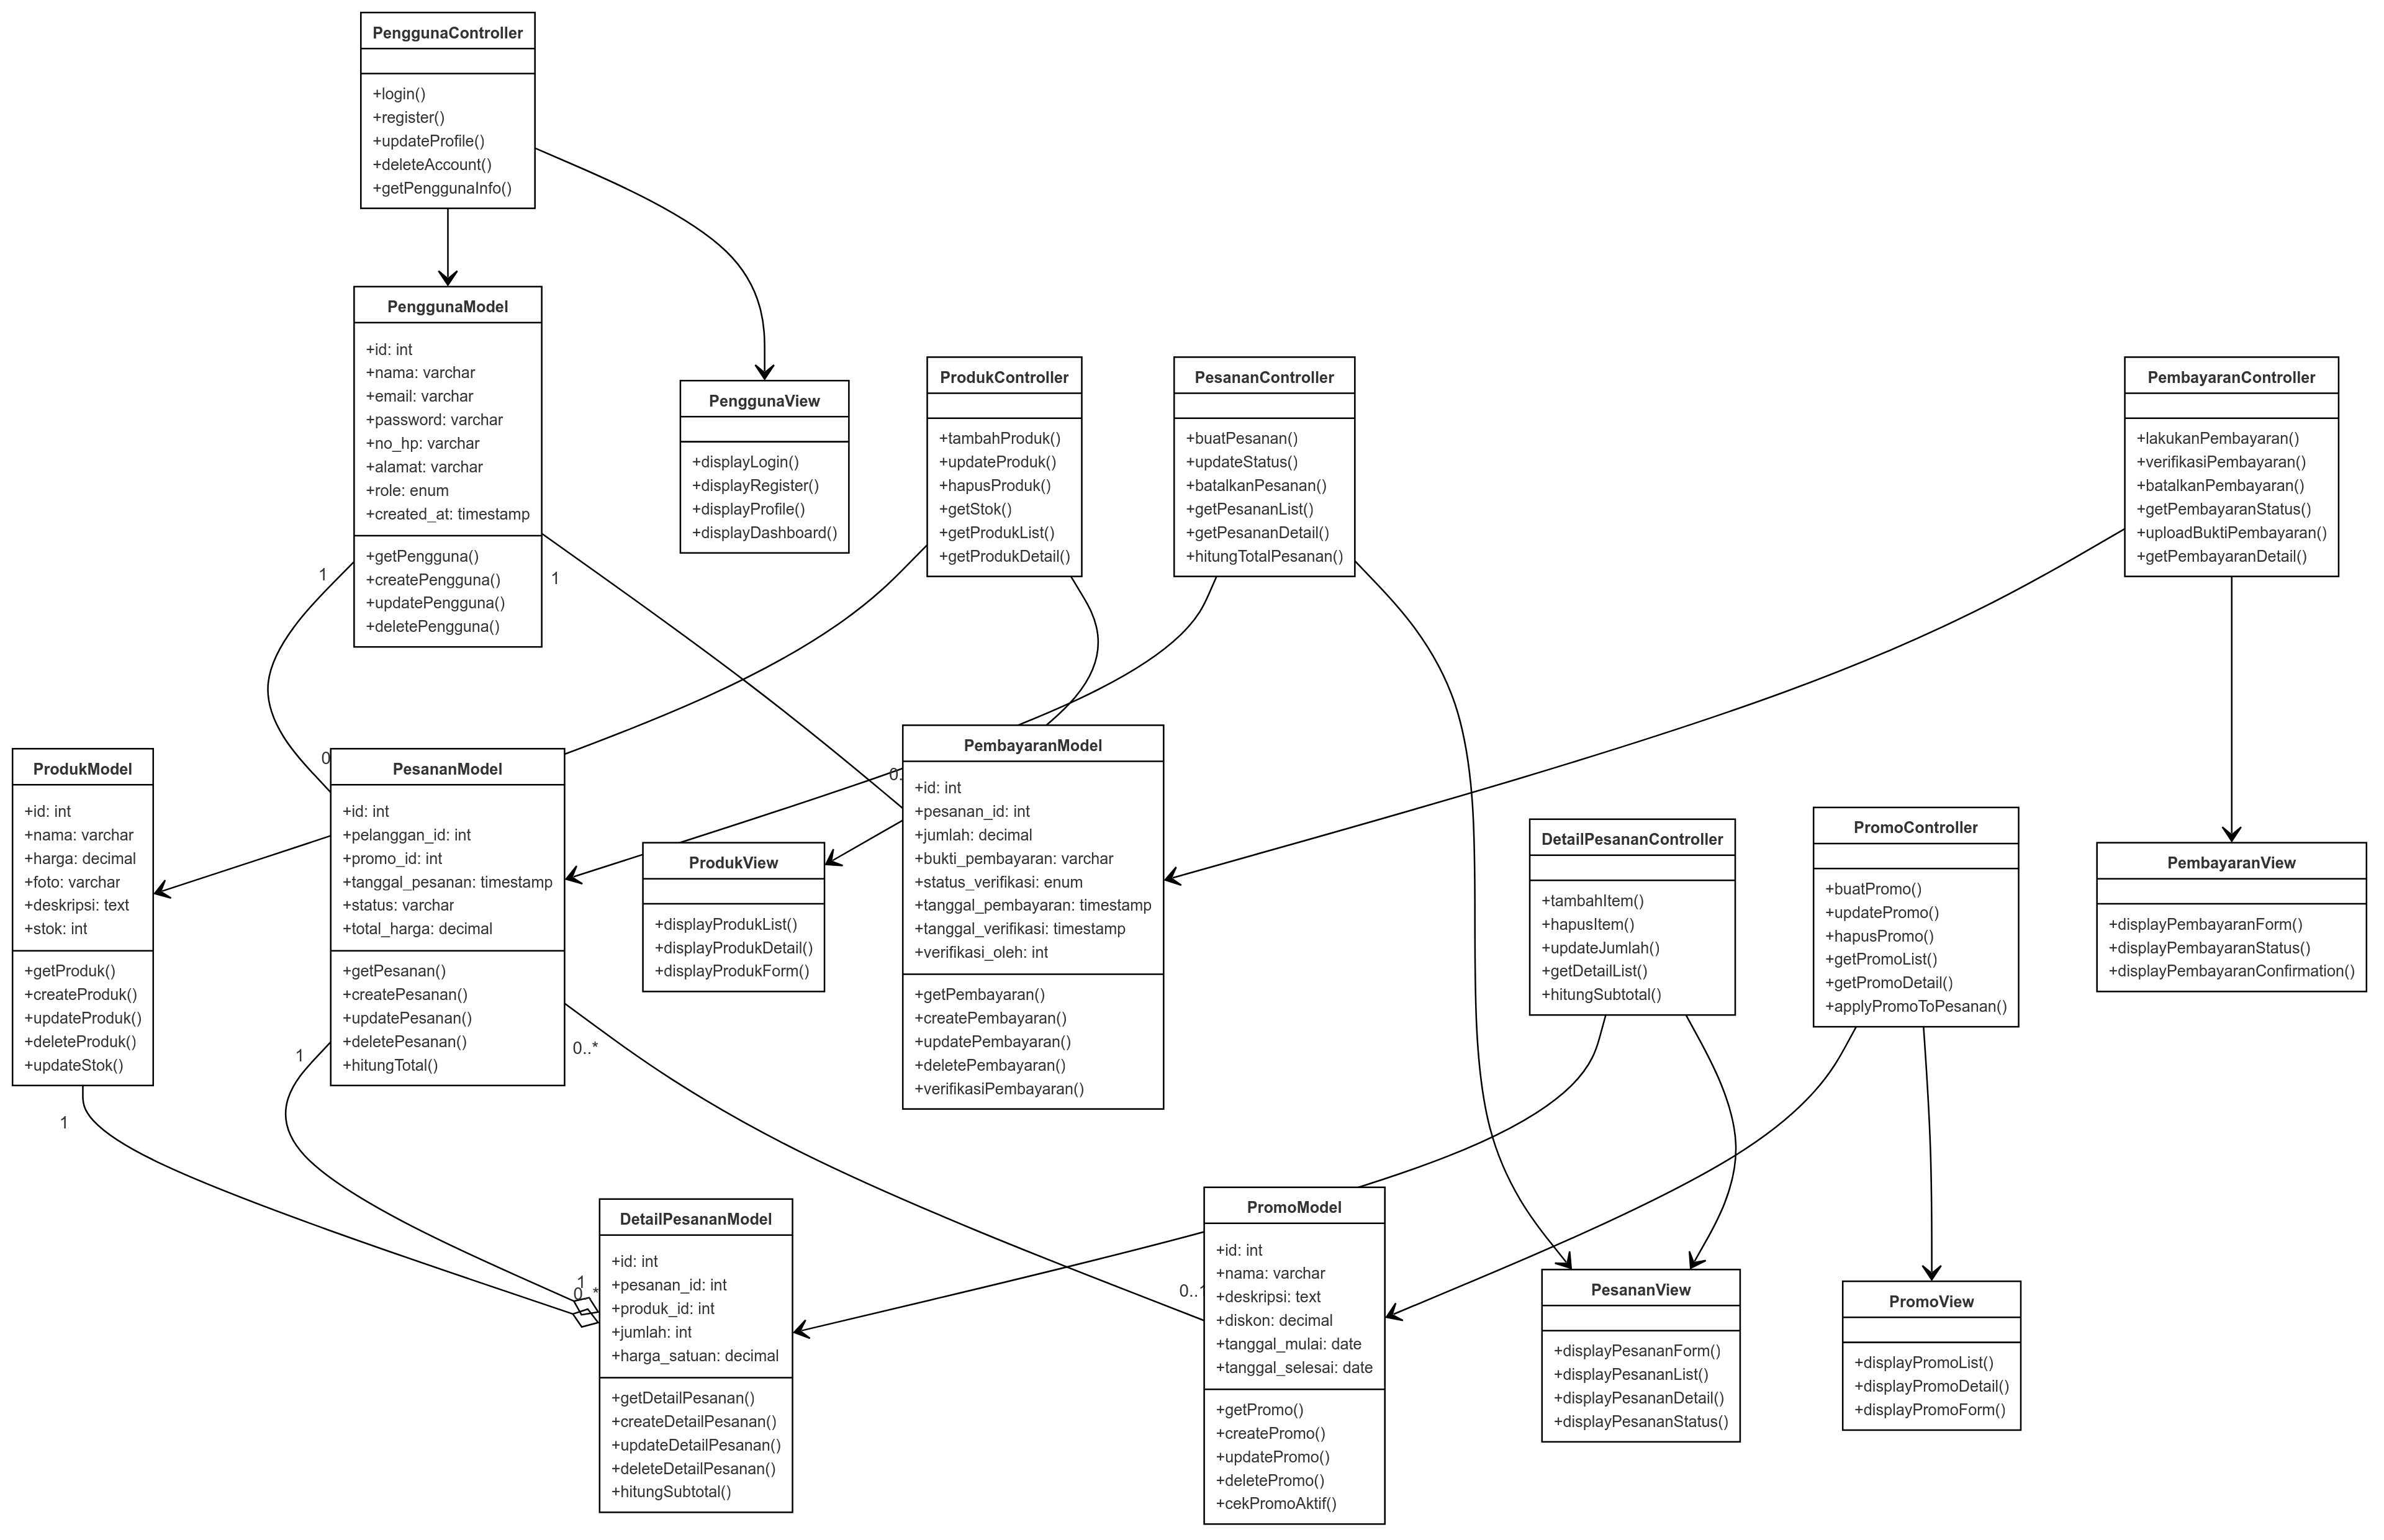 PenggunaController
+login()
+register()
+updateProfile()
+deleteAccount()
+getPenggunaInfo()
PenggunaModel
+id: int
+nama: varchar
+email: varchar
+password: varchar
+no_hp: varchar
+alamat: varchar
+role: enum
+created_at: timestamp
+getPengguna()
+createPengguna()
+updatePengguna()
+deletePengguna()
1
1
PenggunaView
+displayLogin()
+displayRegister()
+displayProfile()
+displayDashboard()
ProdukController
+tambahProduk()
+updateProduk()
+hapusProduk()
+getStok()
+getProdukList()
+getProdukDetail()
PesananController
+buatPesanan()
+updateStatus()
+batalkanPesanan()
+getPesananList()
+getPesananDetail()
+hitungTotalPesanan()
PembayaranController
+lakukanPembayaran()
+verifikasiPembayaran()
+batalkanPembayaran()
+getPembayaranStatus()
+uploadBuktiPembayaran()
+getPembayaranDetail()
ProdukModel
+id: int
+nama: varchar
+harga: decimal
+foto: varchar
+deskripsi: text
+stok: int
+getProduk()
+createProduk()
+updateProduk()
+deleteProduk()
+updateStok()
1
0
PesananModel
+id: int
+pelanggan_id: int
+promo_id: int
+tanggal_pesanan: timestamp
+status: varchar
+total_harga: decimal
+getPesanan()
+createPesanan()
+updatePesanan()
+deletePesanan()
+hitungTotal()
1
0..*
ProdukView
+displayProdukList()
+displayProdukDetail()
+displayProdukForm()
0.
PembayaranModel
+id: int
+pesanan_id: int
+jumlah: decimal
+bukti_pembayaran: varchar
+status_verifikasi: enum
+tanggal_pembayaran: timestamp
+tanggal_verifikasi: timestamp
+verifikasi_oleh: int
+getPembayaran()
+createPembayaran()
+updatePembayaran()
+deletePembayaran()
+verifikasiPembayaran()
DetailPesananController
+tambahItem()
+hapusItem()
+updateJumlah()
+getDetailList()
+hitungSubtotal()
PromoController
+buatPromo()
+updatePromo()
+hapusPromo()
+getPromoList()
+getPromoDetail()
+applyPromoToPesanan()
PembayaranView
+displayPembayaranForm()
+displayPembayaranStatus()
+displayPembayaranConfirmation()
1
0..*
DetailPesananModel
+id: int
+pesanan_id: int
+produk_id: int
+jumlah: int
+harga_satuan: decimal
+getDetailPesanan()
+createDetailPesanan()
+updateDetailPesanan()
+deleteDetailPesanan()
+hitungSubtotal()
0..1
PromoModel
+id: int
+nama: varchar
+deskripsi: text
+diskon: decimal
+tanggal_mulai: date
+tanggal_selesai: date
+getPromo()
+createPromo()
+updatePromo()
+deletePromo()
+cekPromoAktif()
PesananView
+displayPesananForm()
+displayPesananList()
+displayPesananDetail()
+displayPesananStatus()
PromoView
+displayPromoList()
+displayPromoDetail()
+displayPromoForm()